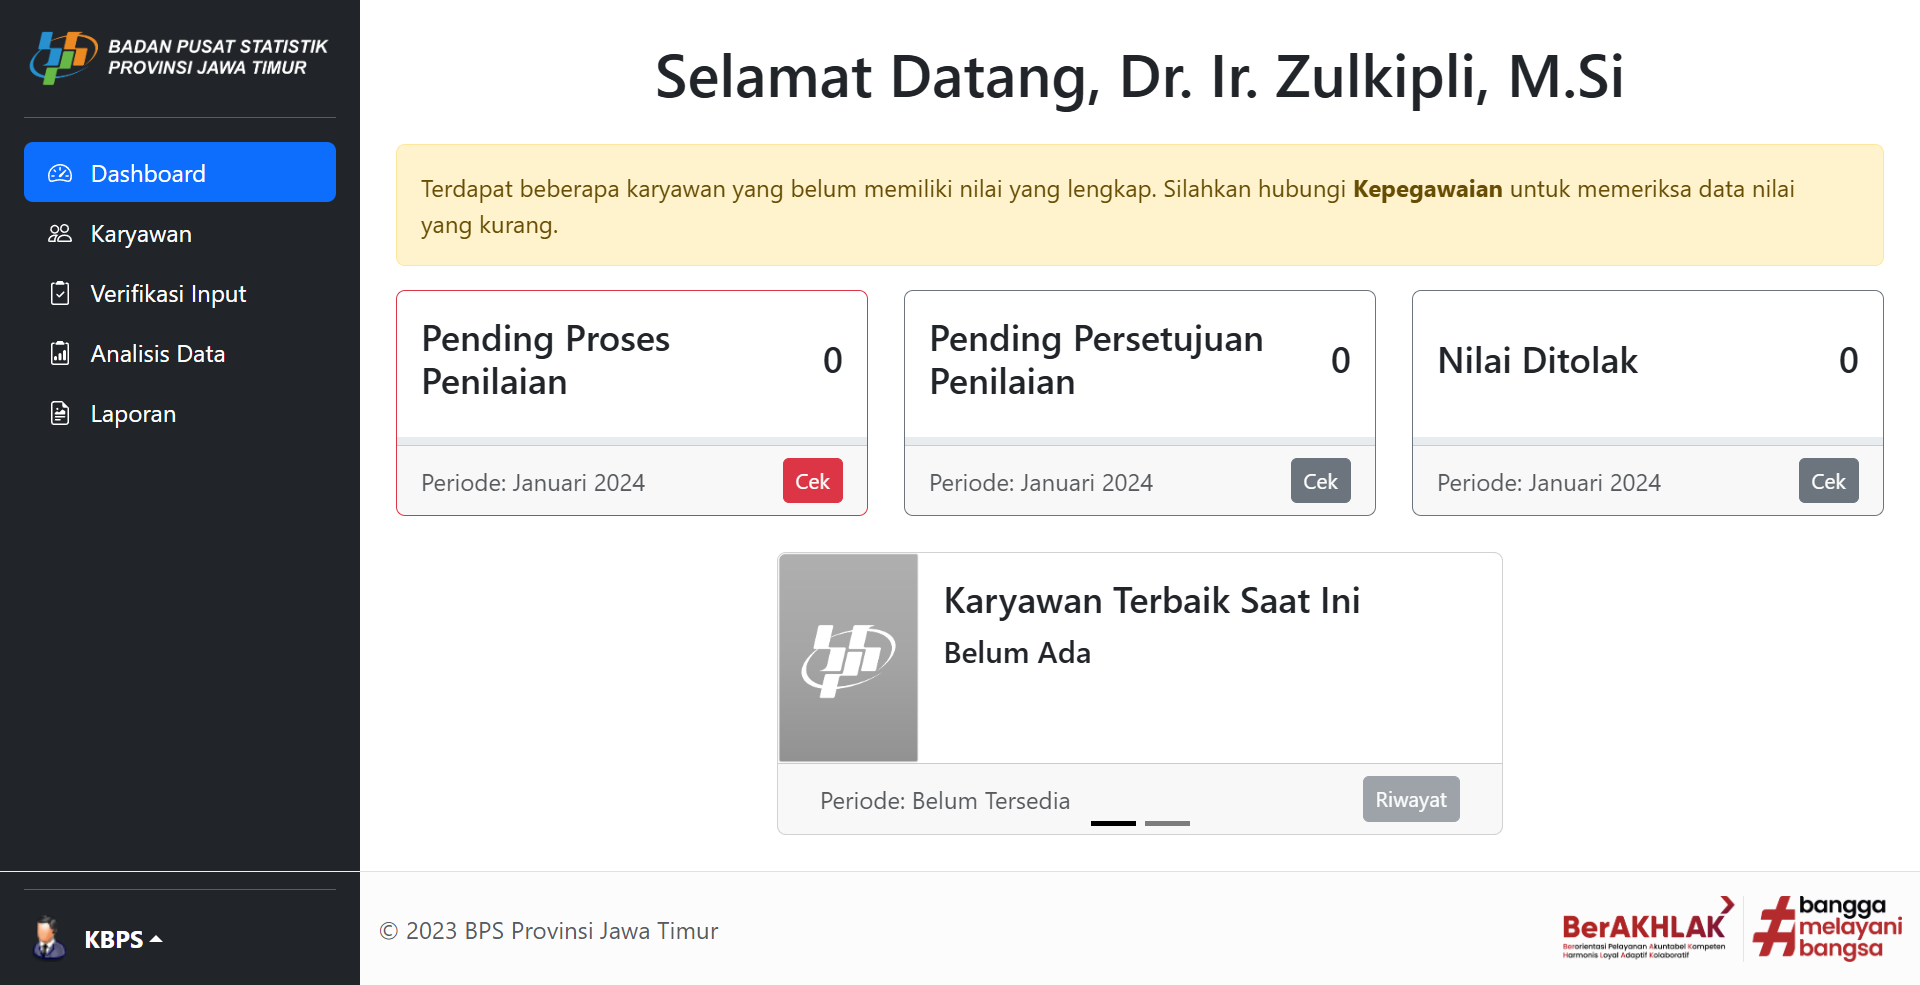 BADAN PUSAT STATISTIK
PROVINSI JAWA TIMUR
Dashboard
Karyawan
Verifikasi Input
Analisis Data
Laporan
KBPS
Selamat Datang, Dr. Ir. Zulkipli, M.Si
Terdapat beberapa karyawan yang belum memiliki nilai yang lengkap. Silahkan hubungi Kepegawaian untuk memeriksa data nilai
yang kurang.
Pending Proses
Penilaian
0
Periode: Januari 2024
Cek
Pending Persetujuan
Penilaian
0
Periode: Januari 2024
Cek
Nilai Ditolak
0
Periode: Januari 2024
Cek
Karyawan Terbaik Saat Ini
Belum Ada
Periode: Belum Tersedia
Riwayat
© 2023 BPS Provinsi Jawa Timur
BerAKHLAK
Berorientasi Pelayanan Akuntabel Kompeten
Harmonis Loyal Adaptif Kolaboratif
#bangga
melayani
bangsa